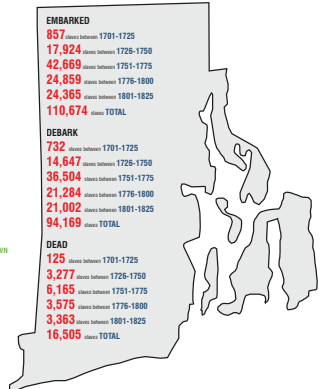 EMBARKED
857 slaves between 1701-1725
17,924 slaves between 1726-1750
42,669 slaves between 1751-1775
24,859 slaves between 1776-1800
24,365 slaves between 1801-1825
110,674 slaves TOTAL
DEBARK
732 slaves between 1701-1725
14,647 slaves between 1726-1750
36,504 slaves between 1751-1775
21,284 slaves between 1776-1800
21,002 slaves between 1801-1825
94,169 slaves TOTAL
WN
DEAD
125 slaves between 1701-1725
3,277 slaves between 1726-1750
6,165 slaves between 1751-1775
3,575 slaves between 1776-1800
3,363 slaves between 1801-1825
16,505 slaves TOTAL